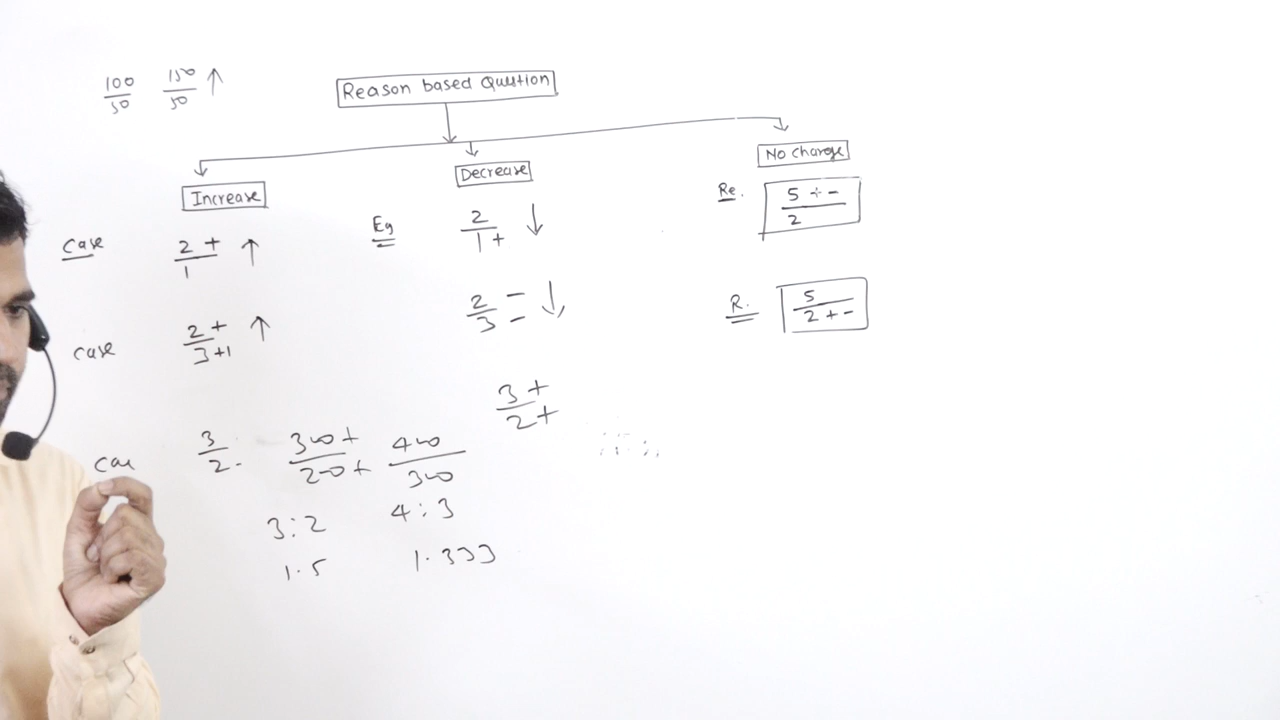 100/50 150/50 ↑
Reason based Question
Increase
Decrease
No change
Case 2+/1 ↑
Eg 2/1+ ↓
Re. 5+-/2
Case 2+/3+1 ↑
2-/3- ↓
R. 5/2+-
3+/2+
Cas 3/2 300+/200+ 400/300
3:2 4:3
1.5 1.333